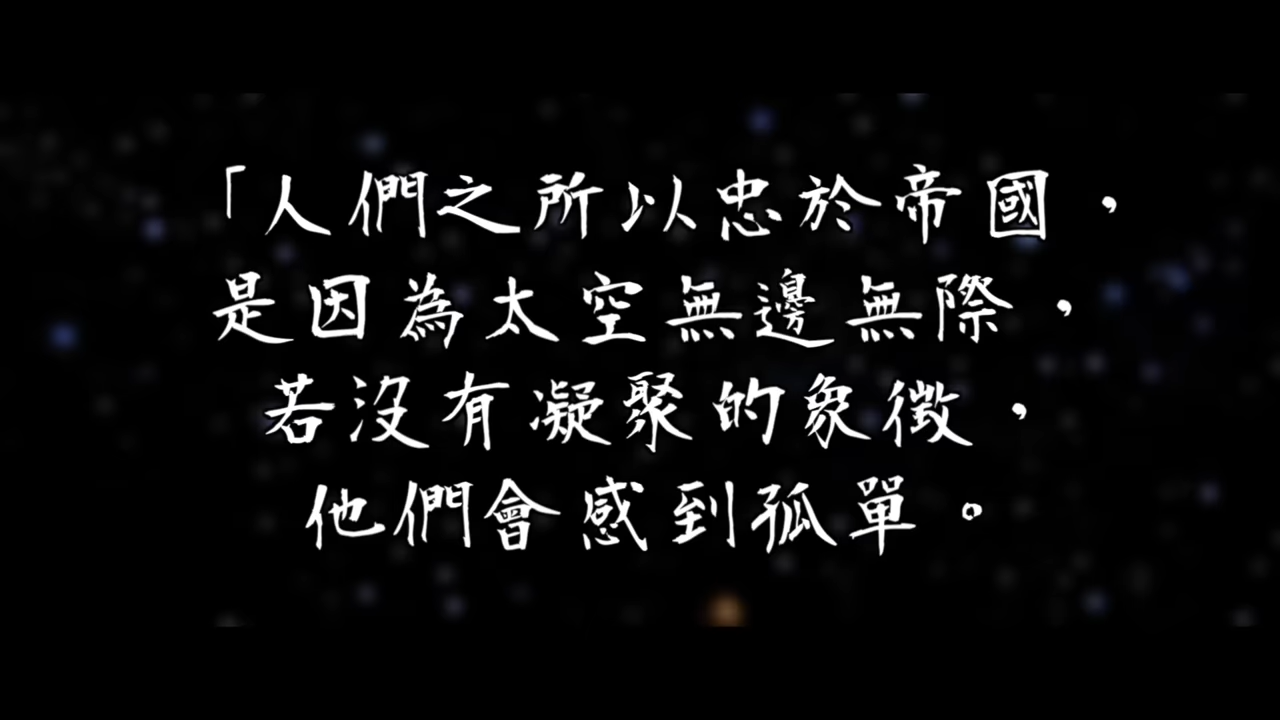 「人們之所以忠於帝國，
是因為太空無邊無際，
若沒有凝聚的象徵，
他們會感到孤單。